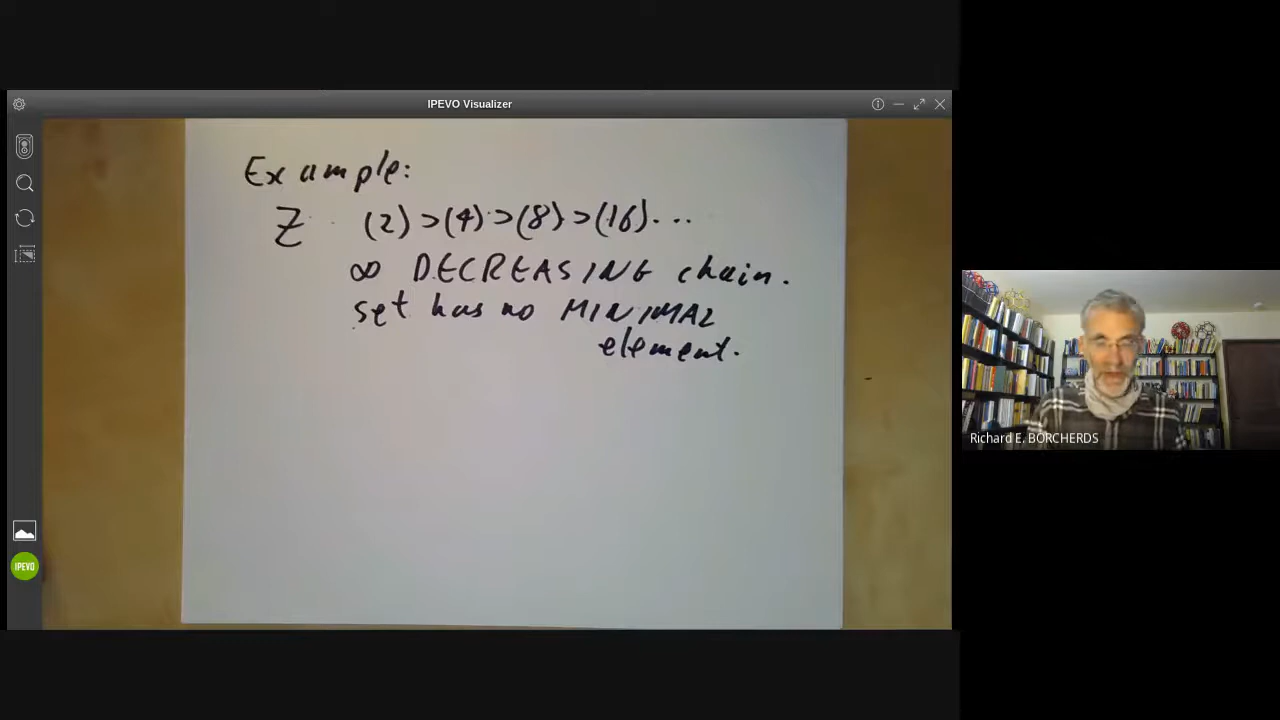 IPEVO Visualizer
Example:
Z (2) ⊃ (4) ⊃ (8) ⊃ (16) ...
∞ DECREASING chain.
set has no MINIMAL
element.
Richard E. BORCHERDS
IPEVO